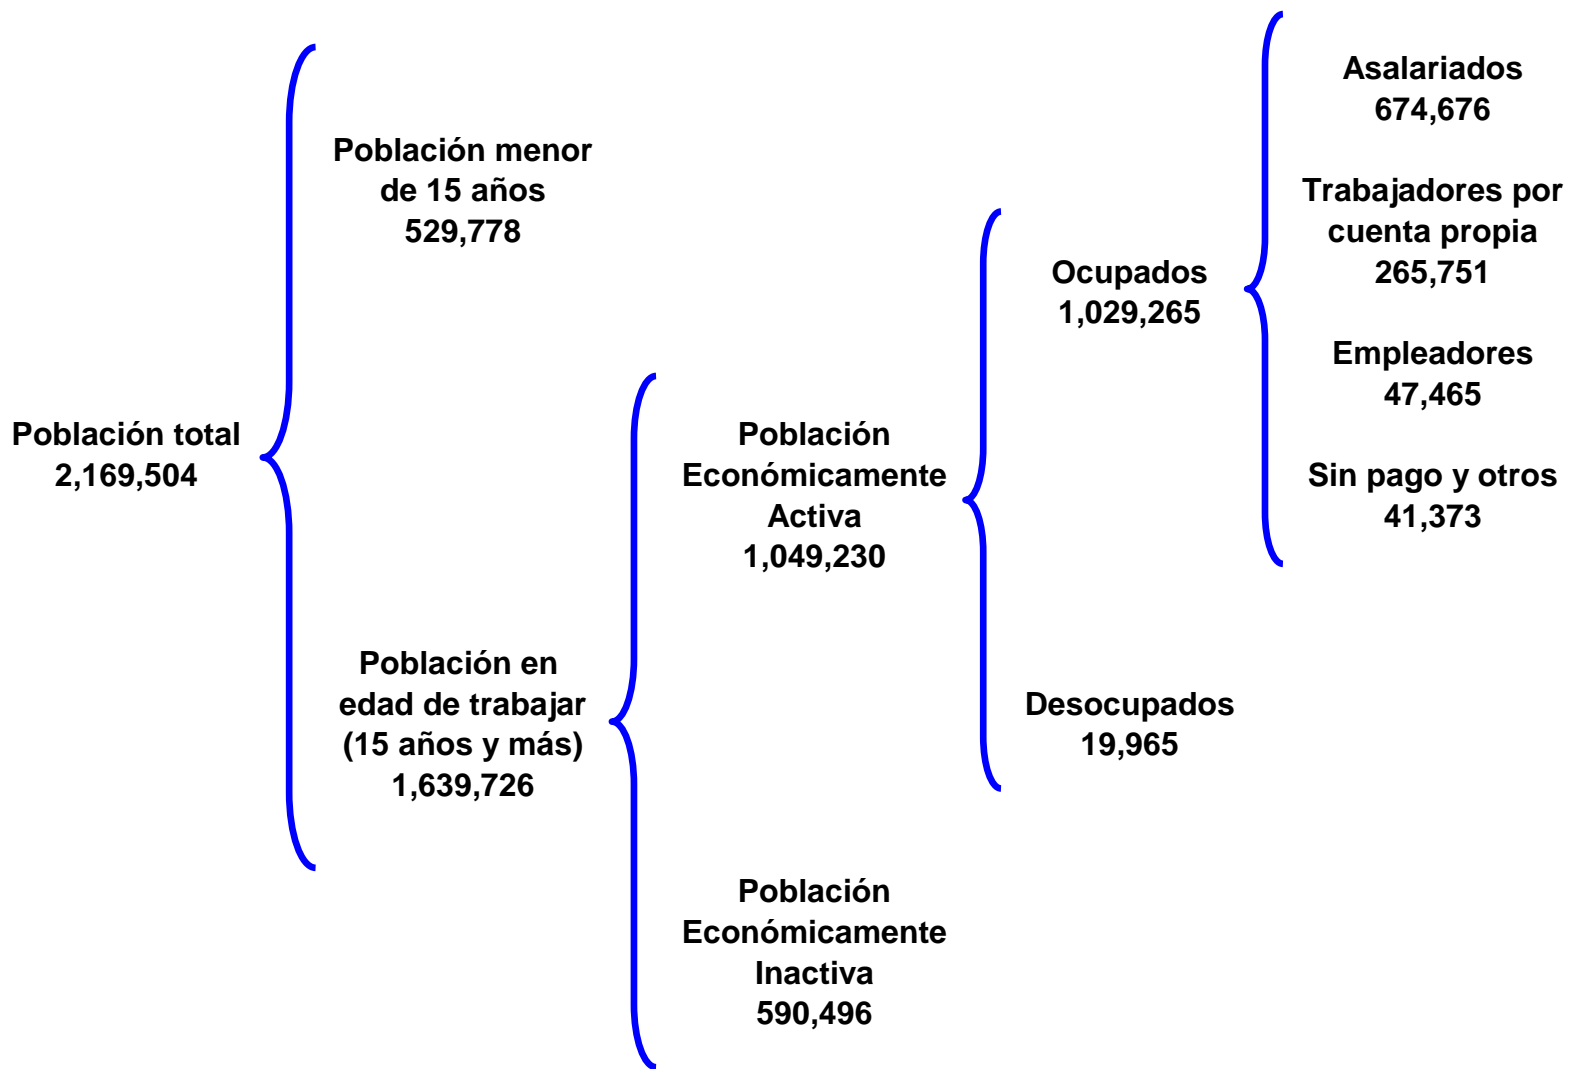 Población total
2,169,504
Población menor
de 15 años
529,778
Población en
edad de trabajar
(15 años y más)
1,639,726
Población
Económicamente
Activa
1,049,230
Población
Económicamente
Inactiva
590,496
Ocupados
1,029,265
Desocupados
19,965
Asalariados
674,676
Trabajadores por
cuenta propia
265,751
Empleadores
47,465
Sin pago y otros
41,373